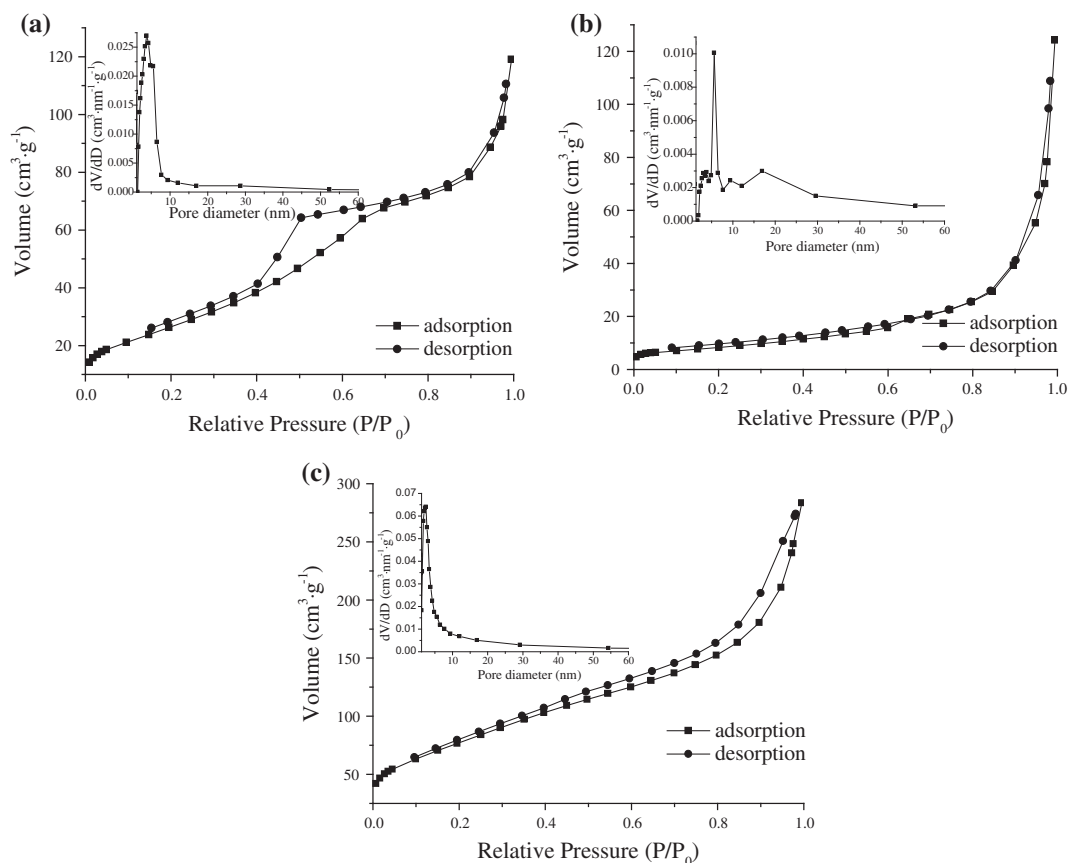 (a)
Volume (cm³·g⁻¹)
120
100
80
60
40
20
0.0 0.2 0.4 0.6 0.8 1.0
Relative Pressure (P/P₀)
adsorption
desorption
dV/dD (cm³·nm⁻¹·g⁻¹)
0.025
0.020
0.015
0.010
0.005
0.000
10 20 30 40 50 60
Pore diameter (nm)
(b)
Volume (cm³·g⁻¹)
120
100
80
60
40
20
0
0.0 0.2 0.4 0.6 0.8 1.0
Relative Pressure (P/P₀)
adsorption
desorption
dV/dD (cm³·nm⁻¹·g⁻¹)
0.010
0.008
0.006
0.004
0.002
0.000
10 20 30 40 50 60
Pore diameter (nm)
(c)
Volume (cm³·g⁻¹)
300
275
250
225
200
175
150
125
100
75
50
0.0 0.2 0.4 0.6 0.8 1.0
Relative Pressure (P/P₀)
adsorption
desorption
dV/dD (cm³·nm⁻¹·g⁻¹)
0.07
0.06
0.05
0.04
0.03
0.02
0.01
0.00
10 20 30 40 50 60
Pore diameter (nm)